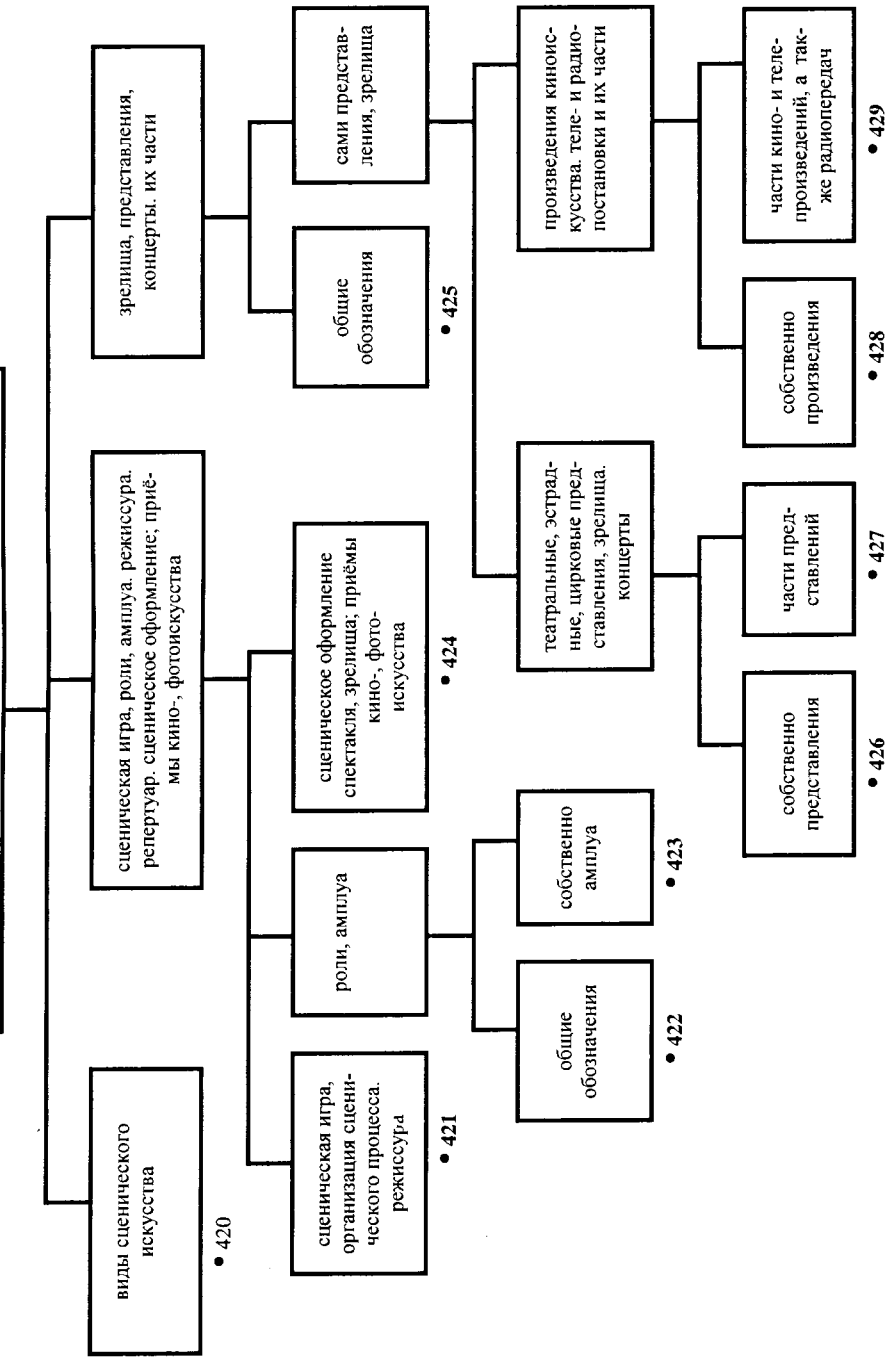 виды сценического
искусства
• 420
сценическая игра, роли, амплуа. режиссура.
репертуар. сценическое оформление; приё-
мы кино-, фотоискусства
зрелища, представления,
концерты. их части
сценическая игра,
организация сцени-
ческого процесса.
режиссура
• 421
роли, амплуа
сценическое оформление
спектакля, зрелища; приёмы
кино-, фото-
искусства
• 424
общие
обозначения
• 425
сами представ-
ления, зрелища
общие
обозначения
• 422
собственно
амплуа
• 423
театральные, эстрад-
ные, цирковые пред-
ставления, зрелища.
концерты
произведения киноис-
кусства. теле- и радио-
постановки и их части
собственно
представления
• 426
части пред-
ставлений
• 427
собственно
произведения
• 428
части кино- и теле-
произведений, а так-
же радиопередач
• 429